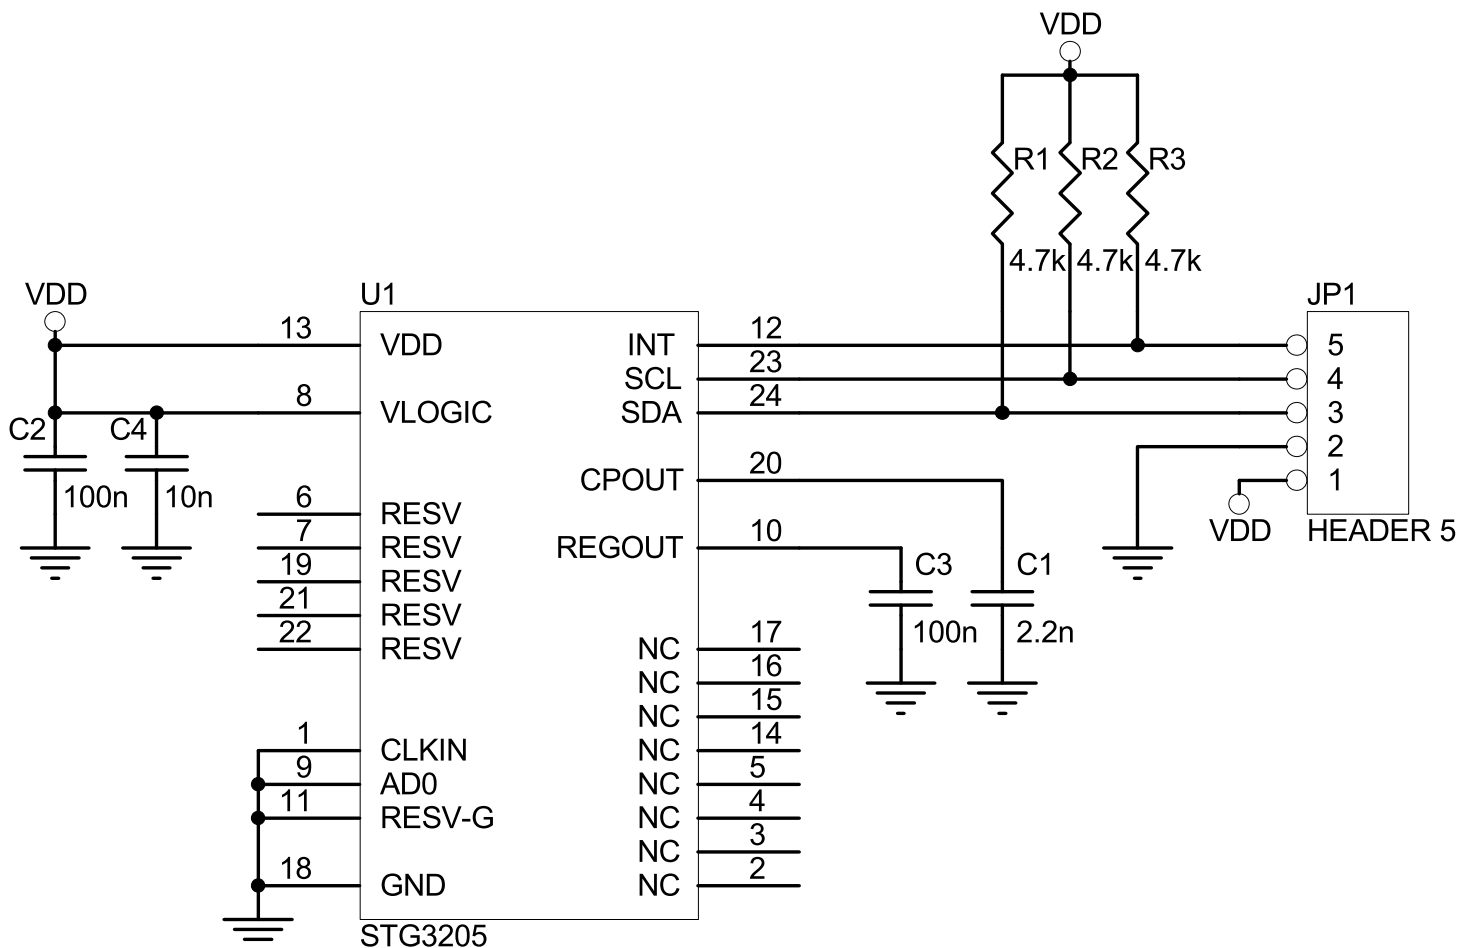 VDD
R1 R2 R3
4.7k 4.7k 4.7k
VDD
U1
JP1
13 VDD
INT 12
5
SCL 23
4
8 VLOGIC
SDA 24
3
C2 C4
2
100n 10n
CPOUT 20
1
VDD
HEADER 5
6 RESV
7 RESV
REGOUT 10
19 RESV
C3 C1
21 RESV
100n 2.2n
22 RESV
NC 17
NC 16
NC 15
1 CLKIN
NC 14
9 AD0
NC 5
11 RESV-G
NC 4
NC 3
18 GND
NC 2
STG3205